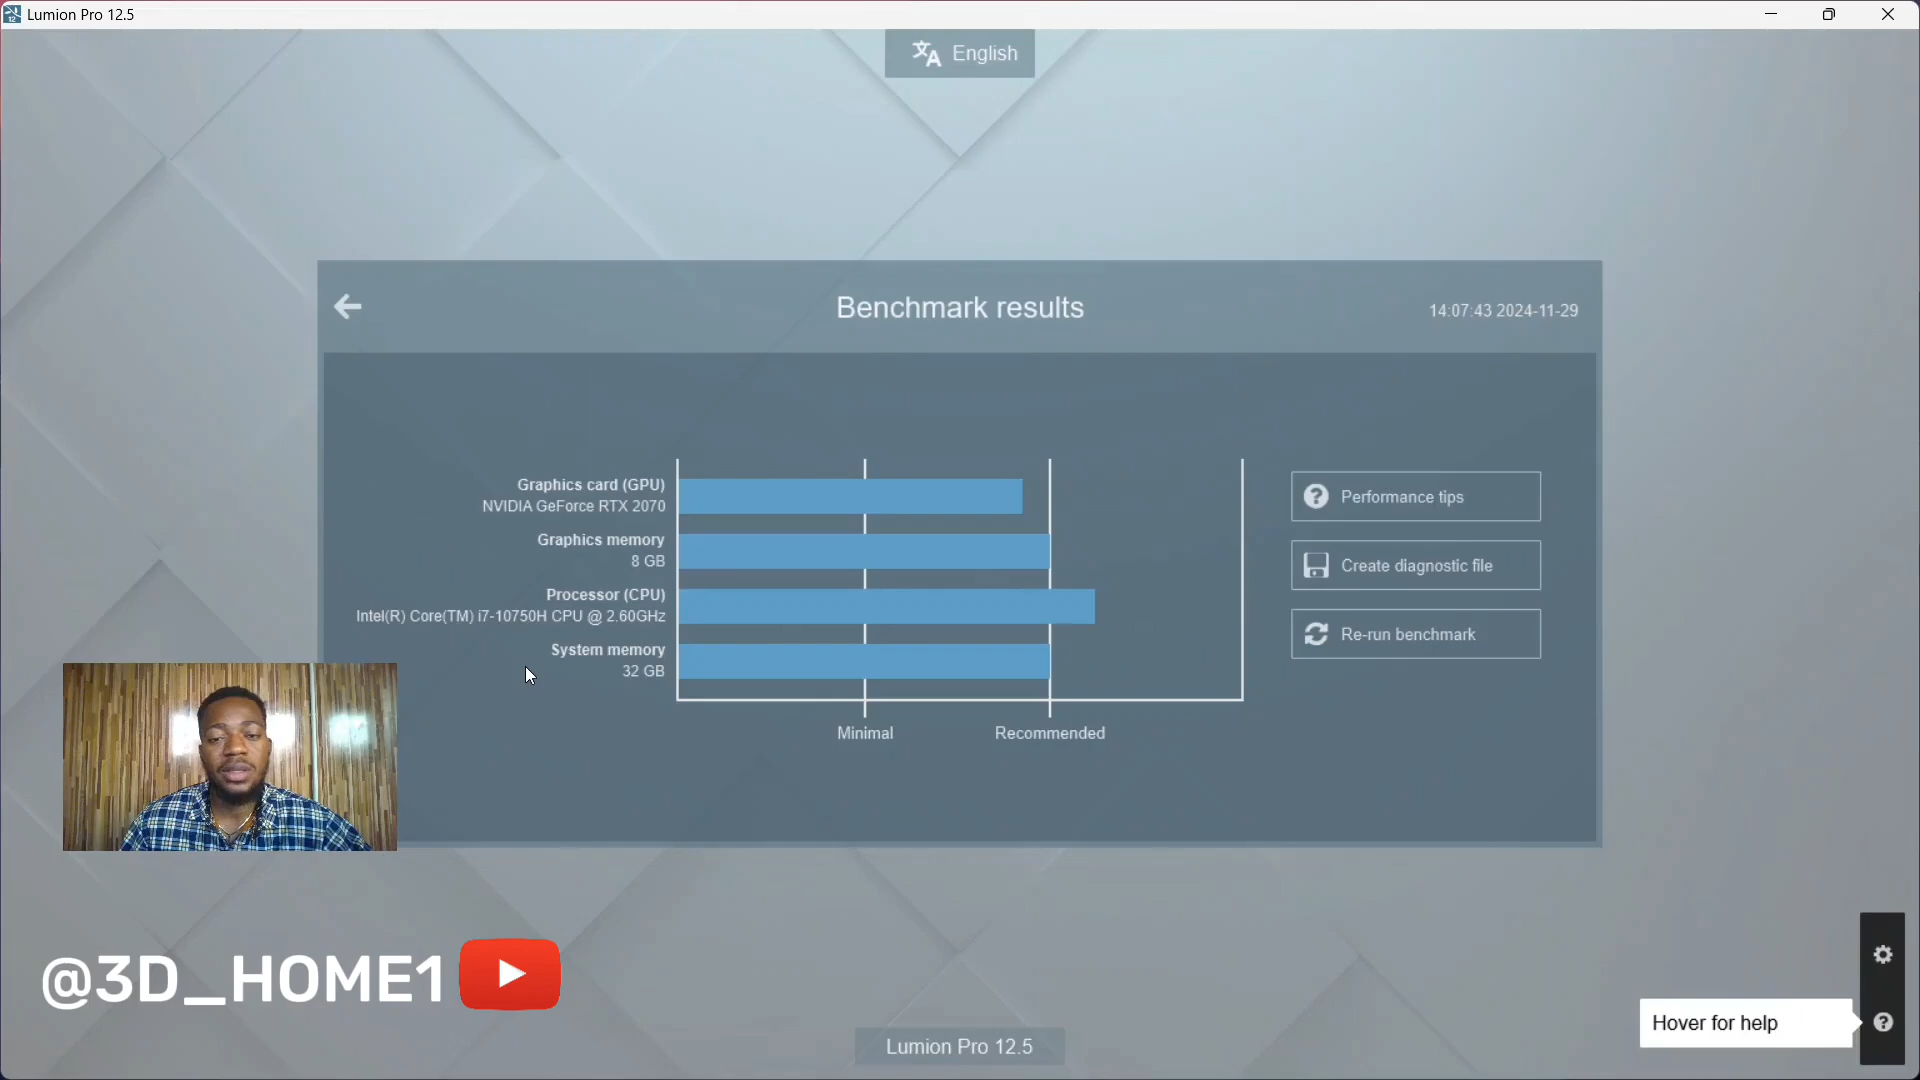 Lumion Pro 12.5
English
Benchmark results
14:07:43 2024-11-29
Graphics card (GPU)
NVIDIA GeForce RTX 2070
Graphics memory
8 GB
Processor (CPU)
Intel(R) Core(TM) i7-10750H CPU @ 2.60GHz
System memory
32 GB
Minimal
Recommended
Performance tips
Create diagnostic file
Re-run benchmark
@3D_HOME1
Hover for help
Lumion Pro 12.5